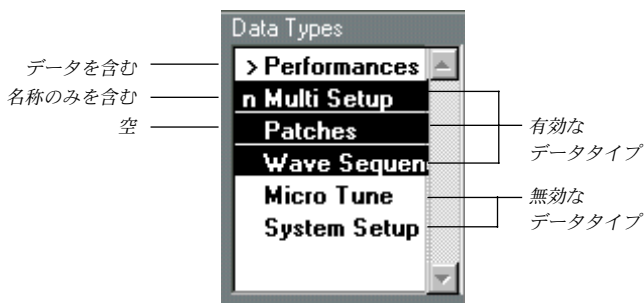 Data Types
データを含む
> Performances
名称のみを含む
n Multi Setup
空
Patches
有効な
データタイプ
Wave Sequen
Micro Tune
無効な
データタイプ
System Setup